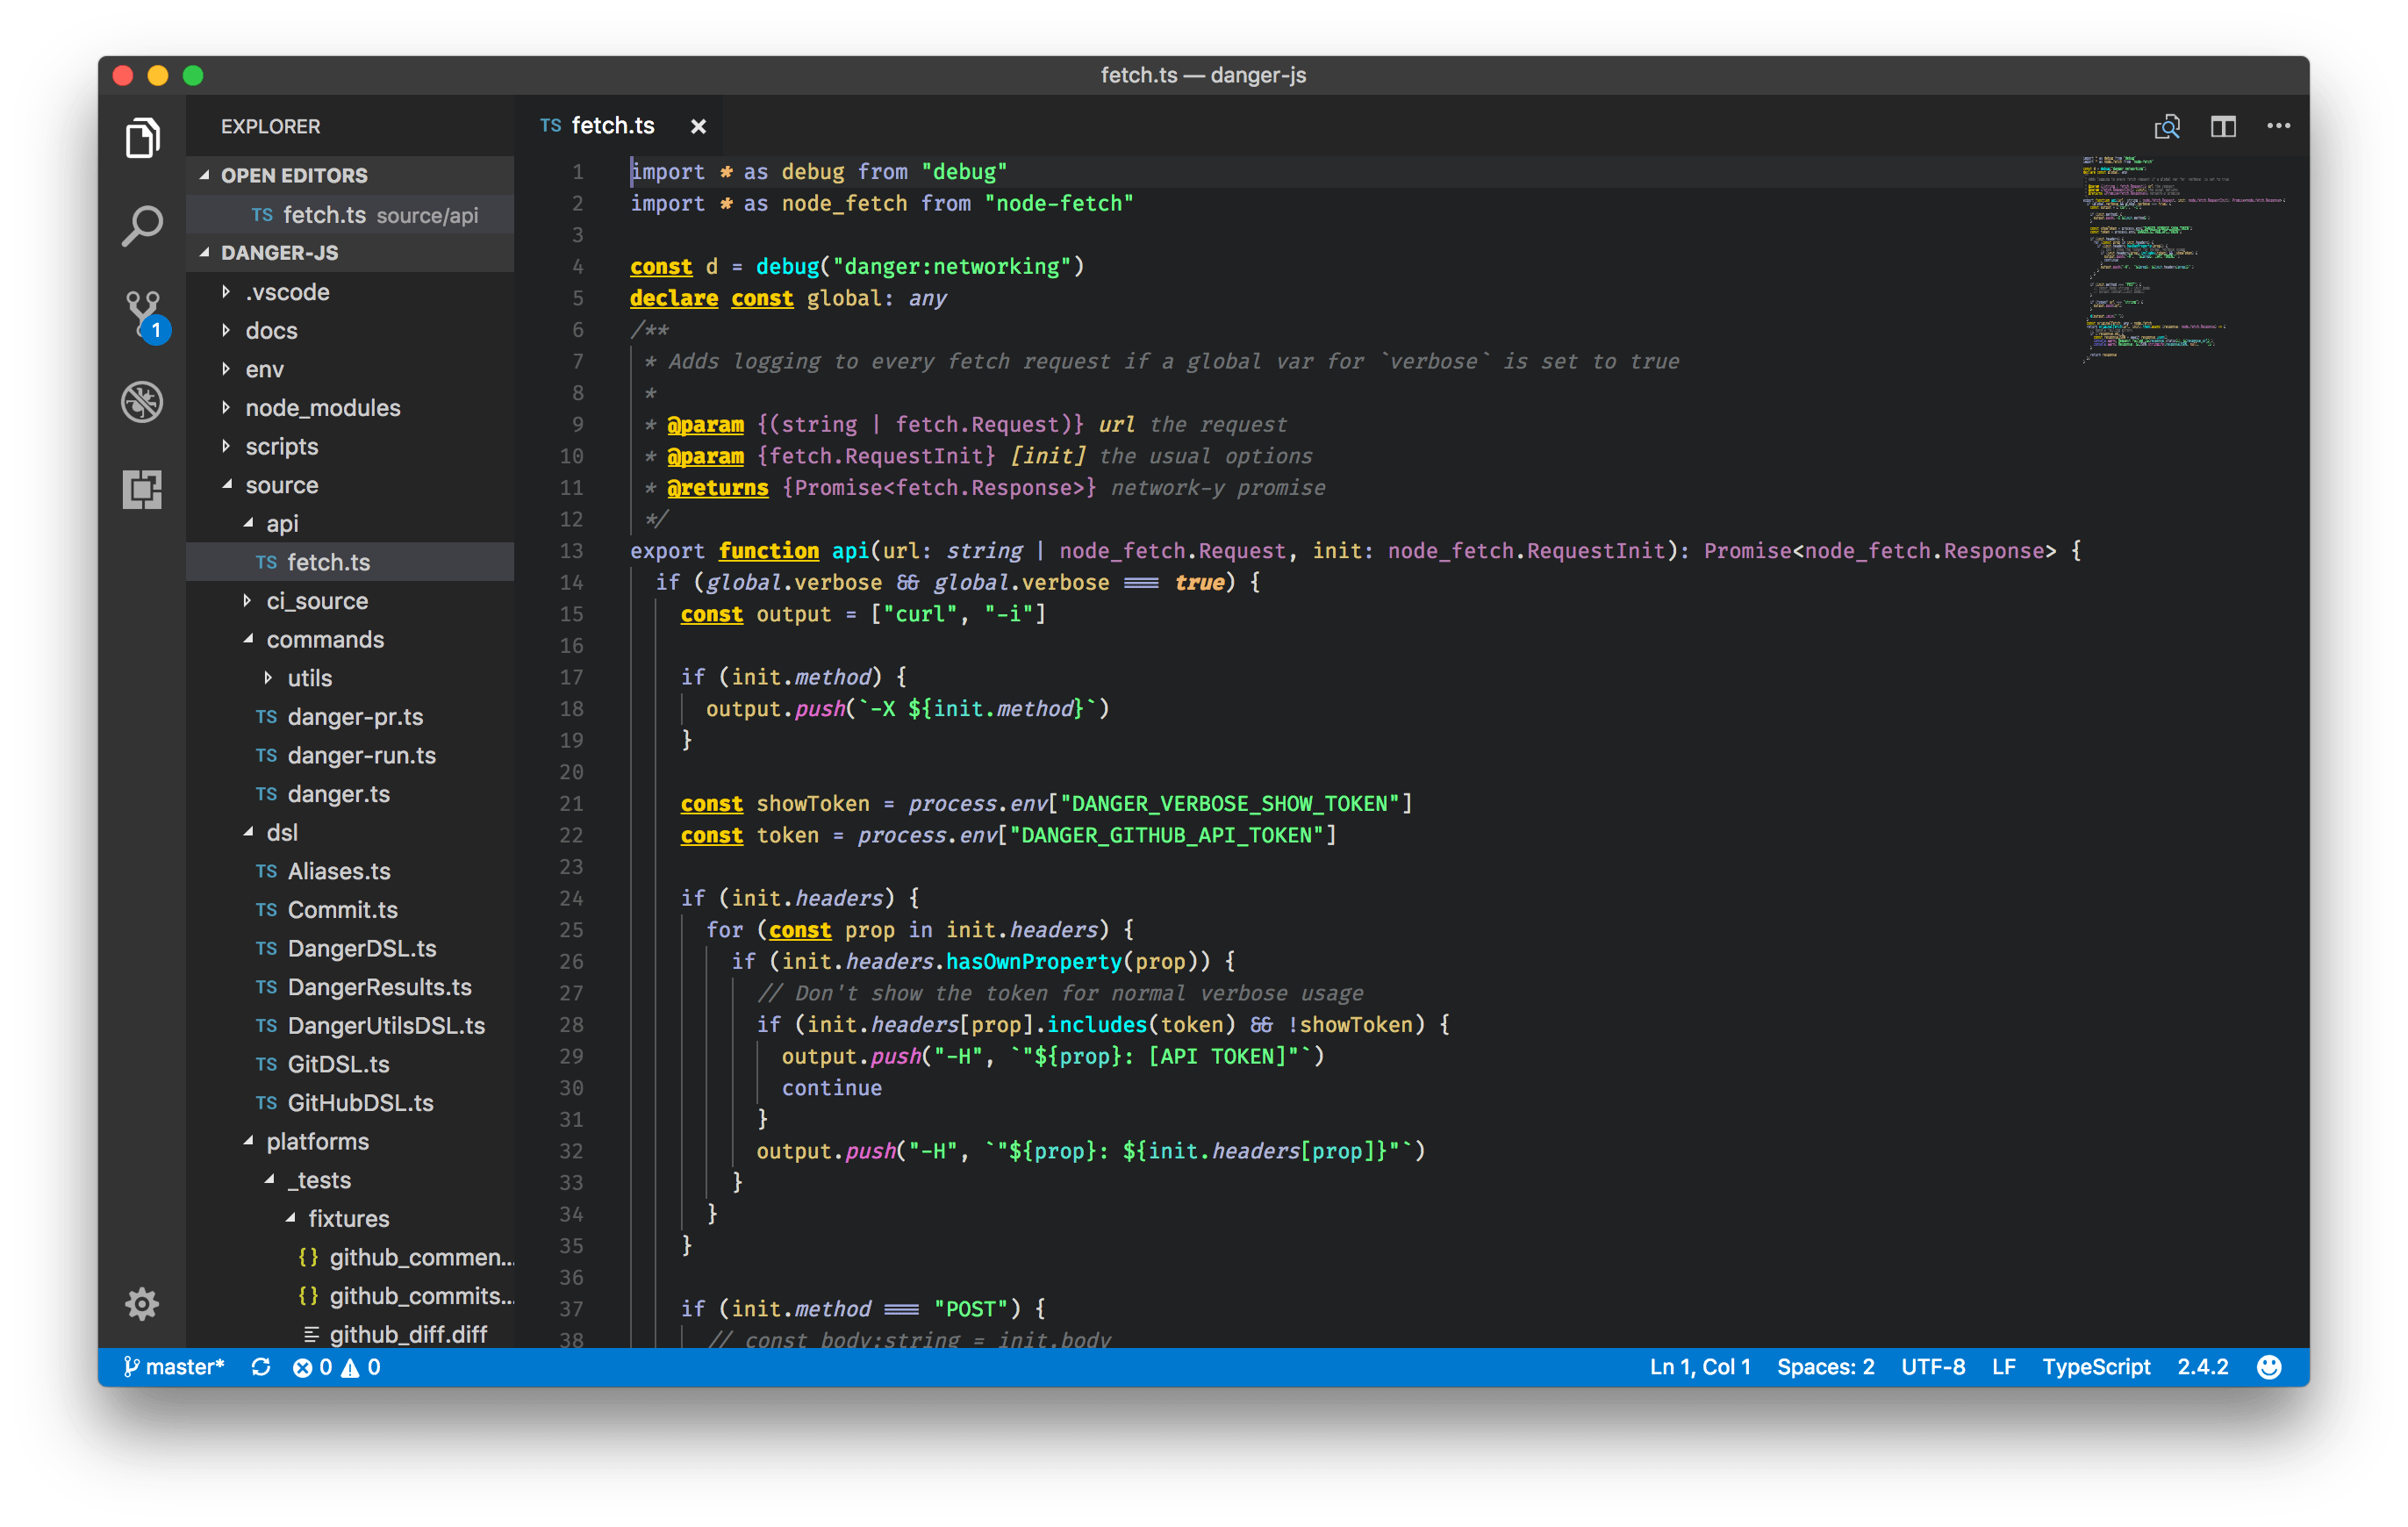 fetch.ts — danger-js
EXPLORER
OPEN EDITORS
TS fetch.ts source/api
DANGER-JS
.vscode
docs
env
node_modules
scripts
source
api
TS fetch.ts
ci_source
commands
utils
TS danger-pr.ts
TS danger-run.ts
TS danger.ts
dsl
TS Aliases.ts
TS Commit.ts
TS DangerDSL.ts
TS DangerResults.ts
TS DangerUtilsDSL.ts
TS GitDSL.ts
TS GitHubDSL.ts
platforms
_tests
fixtures
{} github_commen...
{} github_commits...
github_diff.diff
1
TS fetch.ts ×
1 import * as debug from "debug"
2 import * as node_fetch from "node-fetch"
3
4 const d = debug("danger:networking")
5 declare const global: any
6 /**
7 * Adds logging to every fetch request if a global var for `verbose` is set to true
8 *
9 * @param {(string | fetch.Request)} url the request
10 * @param {fetch.RequestInit} [init] the usual options
11 * @returns {Promise<fetch.Response>} network-y promise
12 */
13 export function api(url: string | node_fetch.Request, init: node_fetch.RequestInit): Promise<node_fetch.Response> {
14 if (global.verbose && global.verbose === true) {
15 const output = ["curl", "-i"]
16
17 if (init.method) {
18 output.push(`-X ${init.method}`)
19 }
20
21 const showToken = process.env["DANGER_VERBOSE_SHOW_TOKEN"]
22 const token = process.env["DANGER_GITHUB_API_TOKEN"]
23
24 if (init.headers) {
25 for (const prop in init.headers) {
26 if (init.headers.hasOwnProperty(prop)) {
27 // Don't show the token for normal verbose usage
28 if (init.headers[prop].includes(token) && !showToken) {
29 output.push("-H", `"${prop}: [API TOKEN]"`)
30 continue
31 }
32 output.push("-H", `"${prop}: ${init.headers[prop]}"`)
33 }
34 }
35 }
36
37 if (init.method === "POST") {
38 // const body:string = init.body
master* 0 0
Ln 1, Col 1 Spaces: 2 UTF-8 LF TypeScript 2.4.2